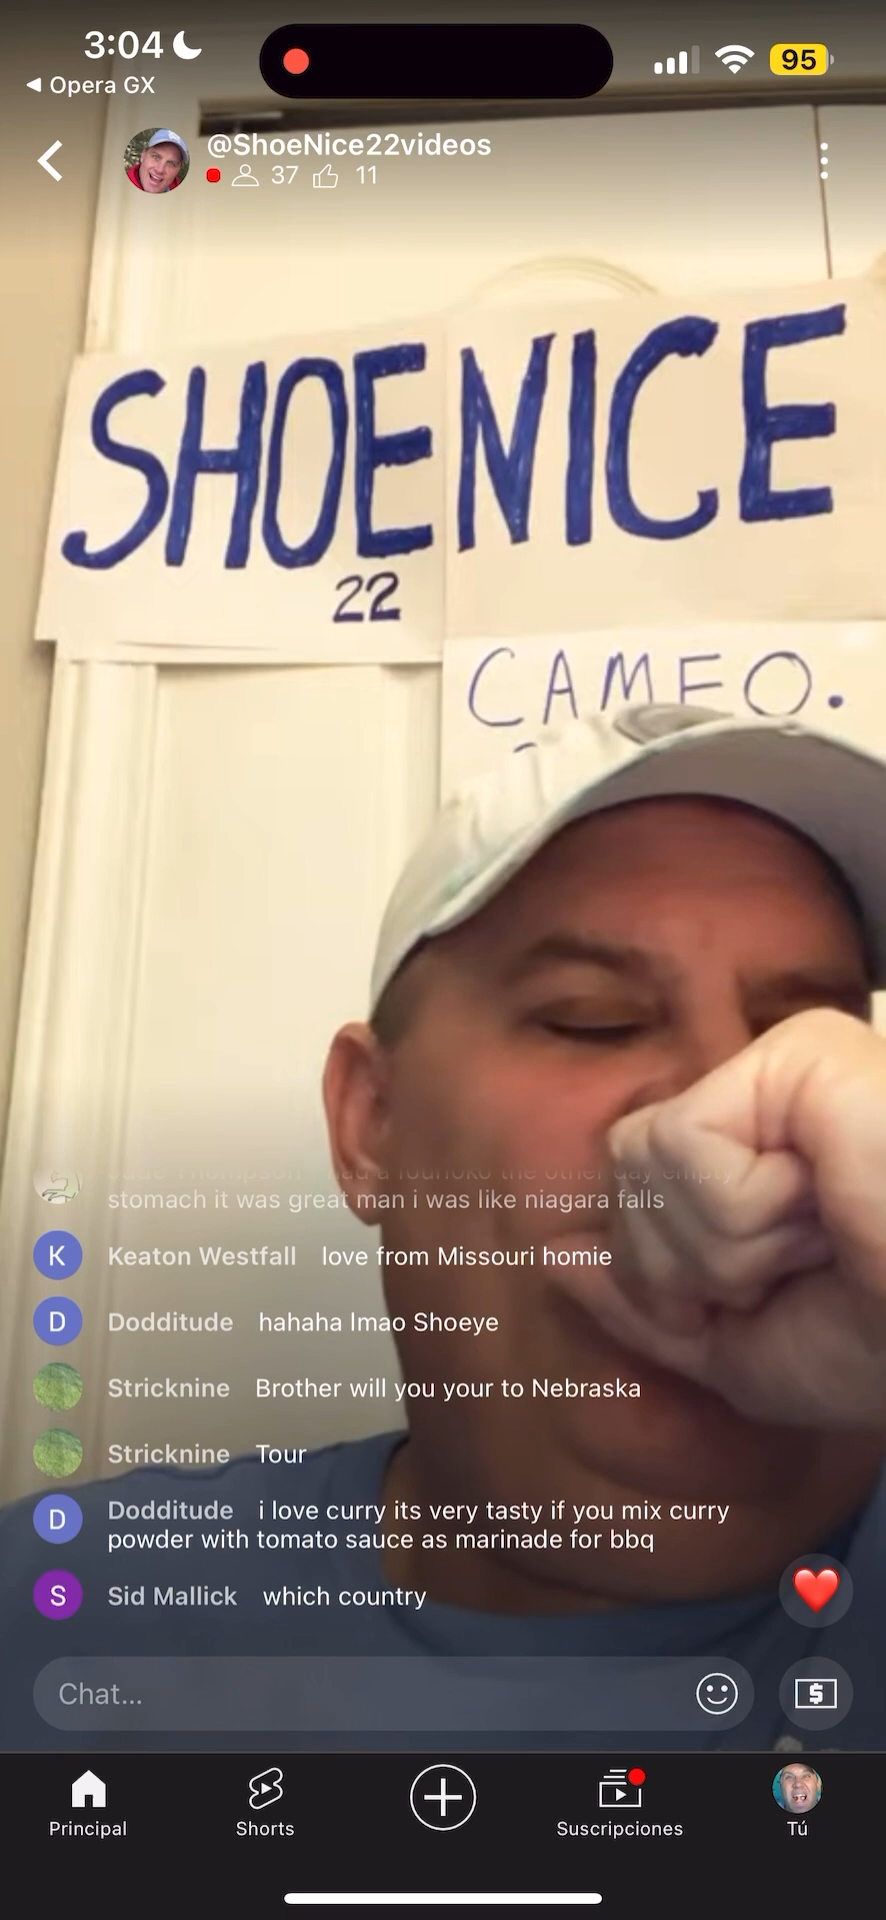 3:04
95
Opera GX
@ShoeNice22videos
37 11
SHOENICE
22
CAMEO.
stomach it was great man i was like niagara falls
K Keaton Westfall love from Missouri homie
D Dodditude hahaha lmao Shoeye
Stricknine Brother will you your to Nebraska
Stricknine Tour
D Dodditude i love curry its very tasty if you mix curry
powder with tomato sauce as marinade for bbq
S Sid Mallick which country
Chat...
$
Principal Shorts Suscripciones Tú